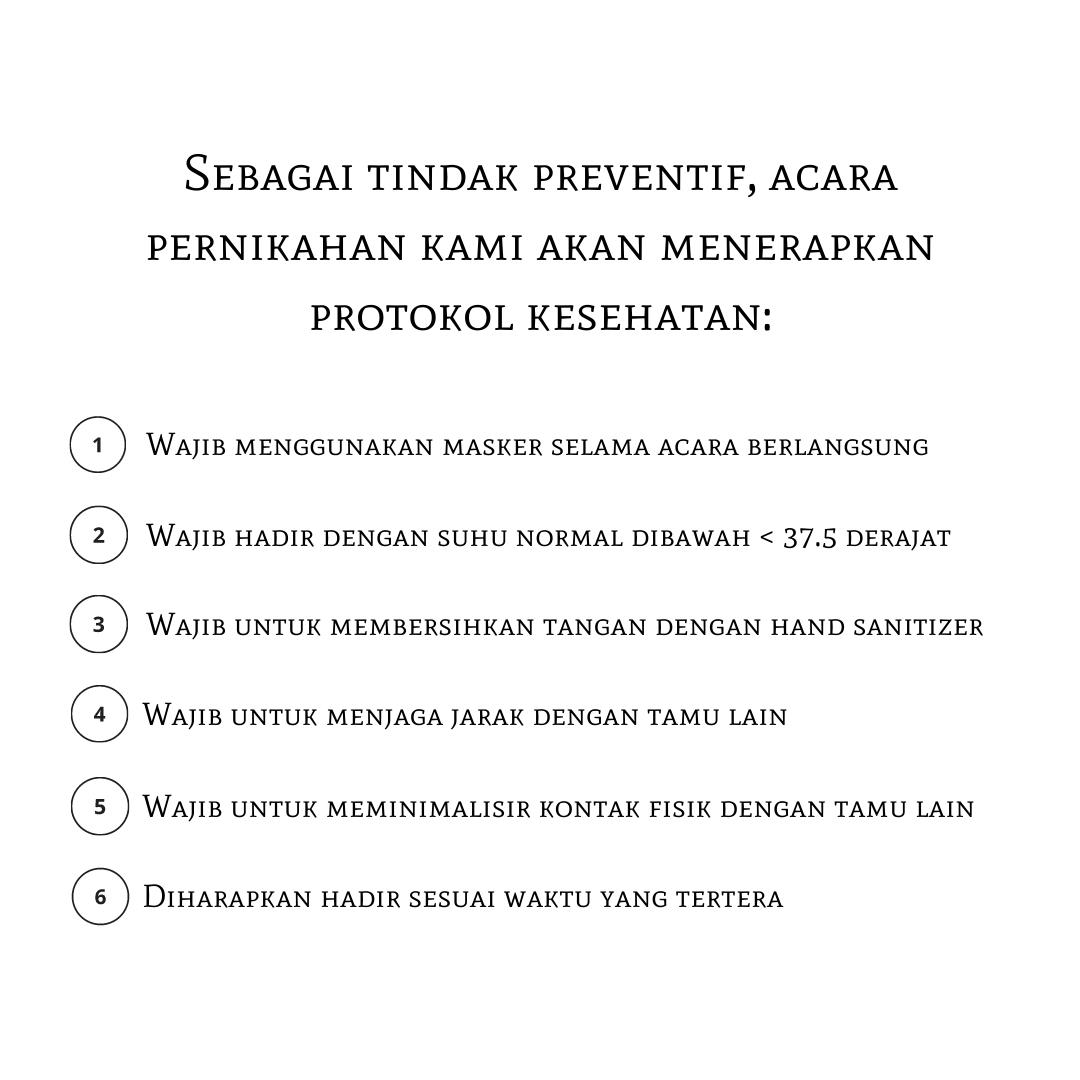 Sebagai tindak preventif, acara
pernikahan kami akan menerapkan
protokol kesehatan:
1 Wajib menggunakan masker selama acara berlangsung
2 Wajib hadir dengan suhu normal dibawah < 37.5 derajat
3 Wajib untuk membersihkan tangan dengan hand sanitizer
4 Wajib untuk menjaga jarak dengan tamu lain
5 Wajib untuk meminimalisir kontak fisik dengan tamu lain
6 Diharapkan hadir sesuai waktu yang tertera